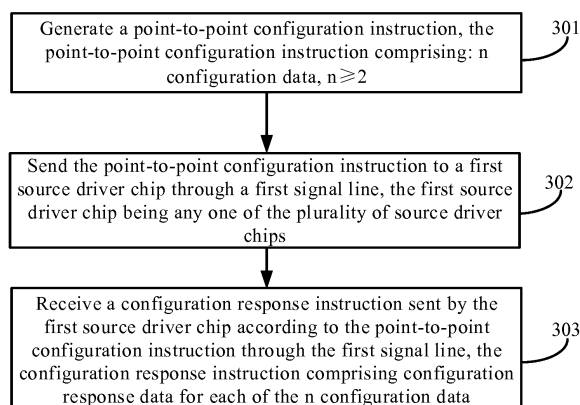 Generate a point-to-point configuration instruction, the
point-to-point configuration instruction comprising: n
configuration data, n≥2
301
Send the point-to-point configuration instruction to a first
source driver chip through a first signal line, the first source
driver chip being any one of the plurality of source driver
chips
302
Receive a configuration response instruction sent by the
first source driver chip according to the point-to-point
configuration instruction through the first signal line, the
configuration response instruction comprising configuration
response data for each of the n configuration data
303